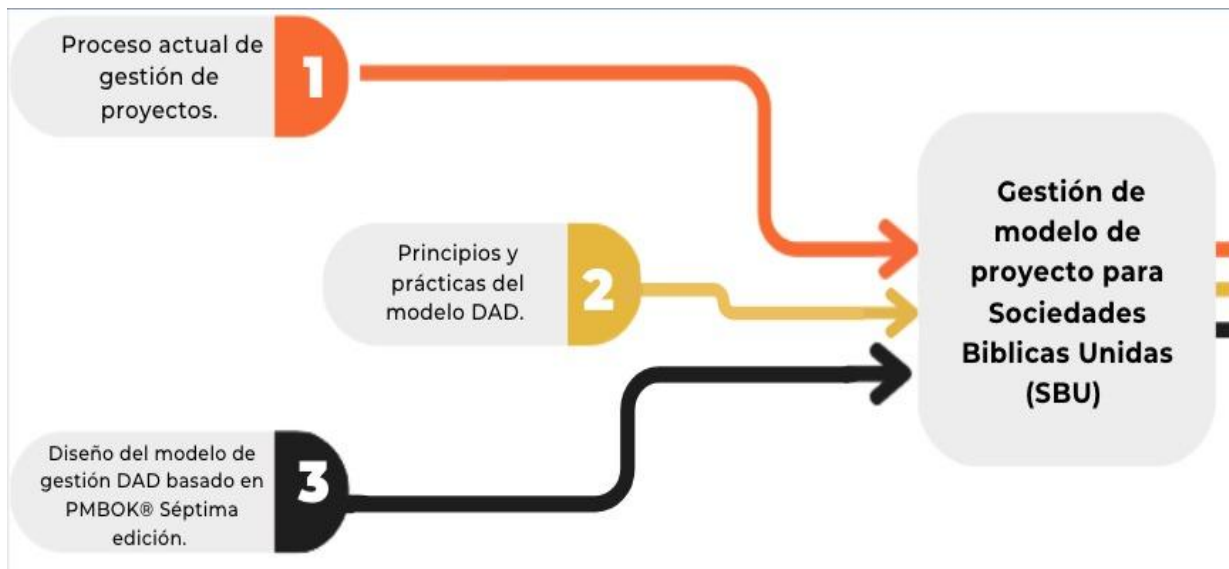 Proceso actual de
gestión de
proyectos.
1
Principios y
prácticas del
modelo DAD.
2
Diseño del modelo de
gestión DAD basado en
PMBOK® Séptima
edición.
3
Gestión de
modelo de
proyecto para
Sociedades
Biblicas Unidas
(SBU)